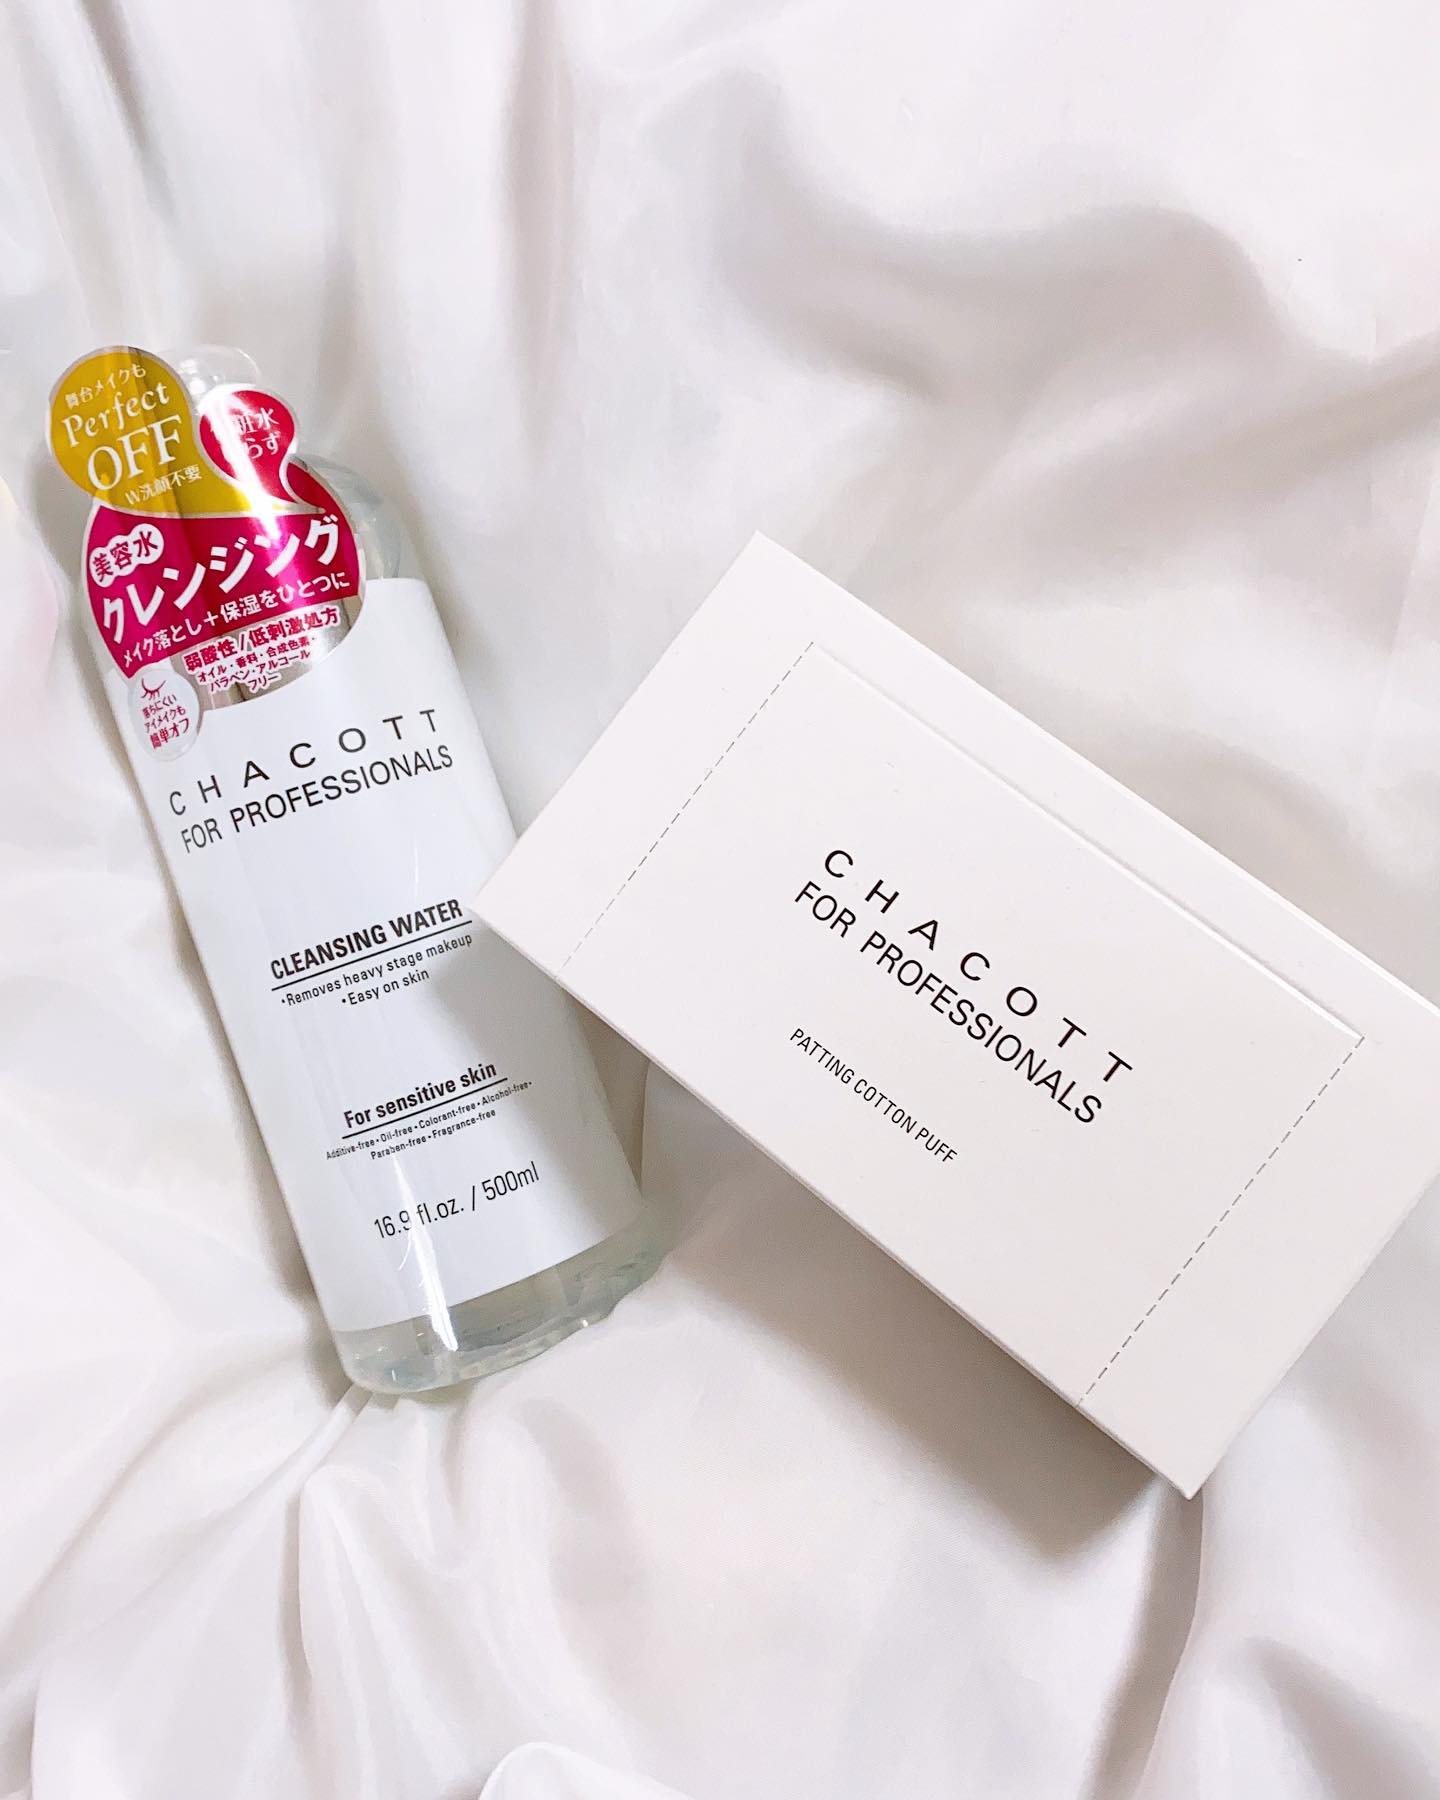 舞台メイクも
Perfect
OFF
W洗顔不要
粧水
らず
美容水
クレンジング
メイク落とし+保湿をひとつに
弱酸性/低刺激処方
オイル・香料・合成色素・
パラベン・アルコール
フリー
落ちにくい
アイメイクも
簡単オフ
CHACOTT
FOR PROFESSIONALS
CLEANSING WATER
•Removes heavy stage makeup
•Easy on skin
For sensitive skin
Additive-free•Oil-free•Colorant-free•Alcohol-free•
Paraben-free•Fragrance-free
16.9 fl.oz. / 500ml
CHACOTT
FOR PROFESSIONALS
PATTING COTTON PUFF